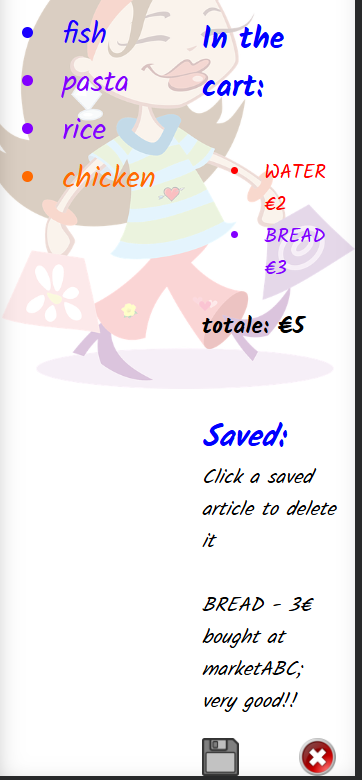 fish
pasta
rice
chicken
In the
cart:
WATER
€2
BREAD
€3
totale: €5
Saved:
Click a saved
article to delete
it
BREAD - 3€
bought at
marketABC;
very good!!